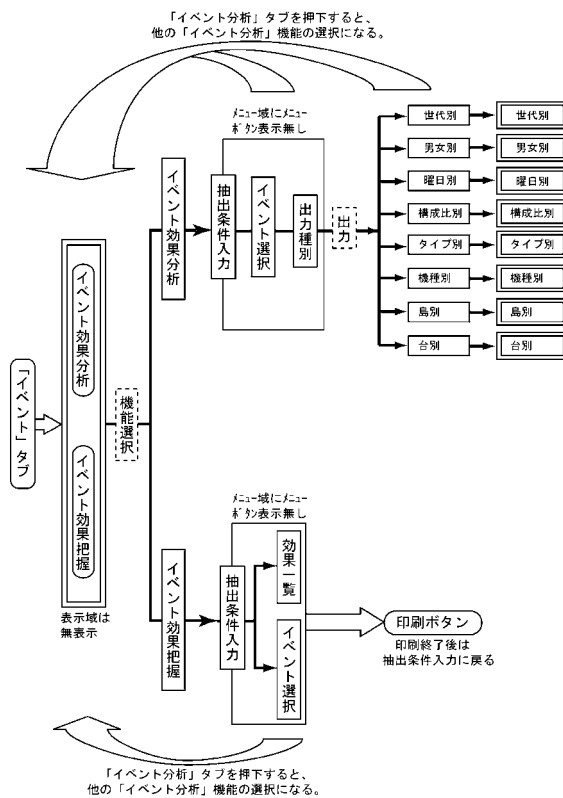 「イベント分析」タブを押下すると、
他の「イベント分析」機能の選択になる。
メニュー域にメニュー
ボタン表示無し
イベント効果分析
抽出条件入力
イベント選択
出力種別
出力
世代別
世代別
男女別
男女別
曜日別
曜日別
構成比別
構成比別
タイプ別
タイプ別
機種別
機種別
島別
島別
台別
台別
「イベント」タブ
イベント効果分析
イベント効果把握
表示域は
無表示
機能選択
メニュー域にメニュー
ボタン表示無し
イベント効果把握
抽出条件入力
効果一覧
イベント選択
印刷ボタン
印刷終了後は
抽出条件入力に戻る
「イベント分析」タブを押下すると、
他の「イベント分析」機能の選択になる。